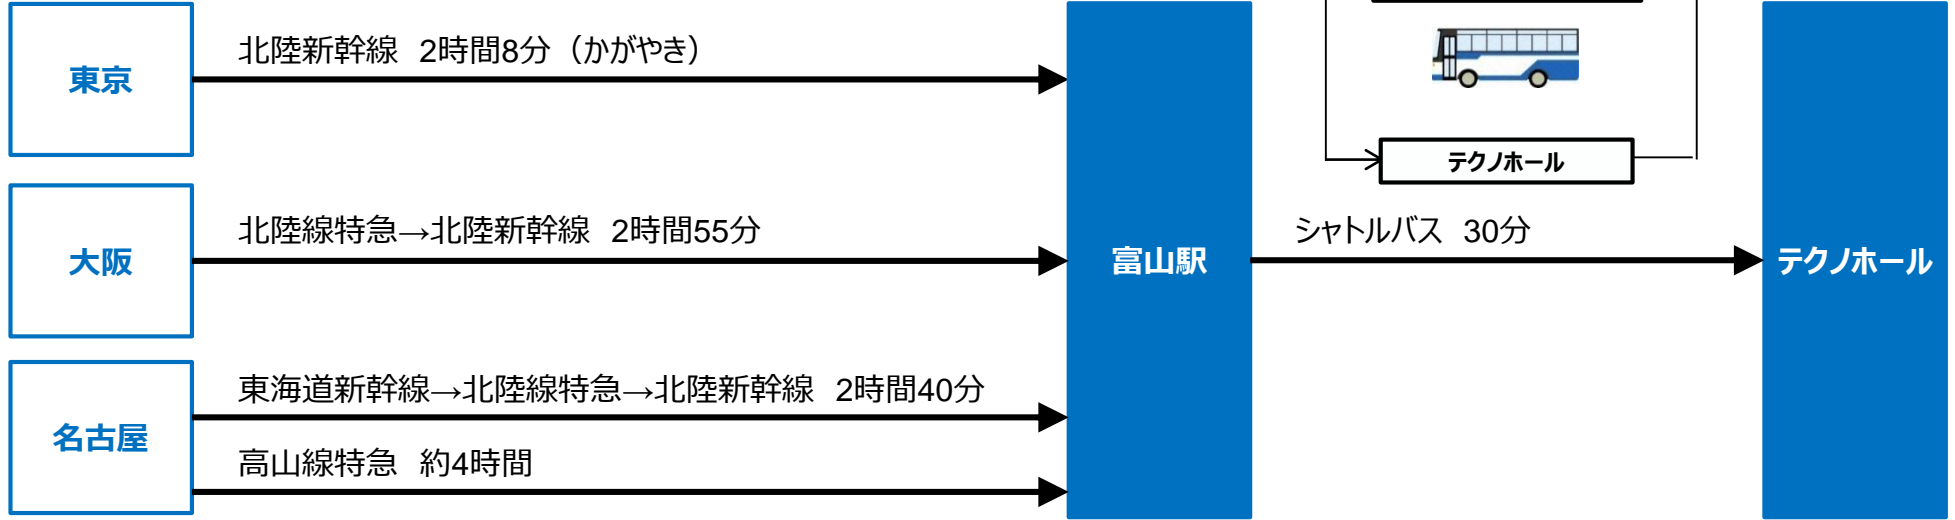 東京
北陸新幹線 2時間8分（かがやき）
大阪
北陸線特急→北陸新幹線 2時間55分
名古屋
東海道新幹線→北陸線特急→北陸新幹線 2時間40分
高山線特急 約4時間
富山駅
テクノホール
シャトルバス 30分
テクノホール